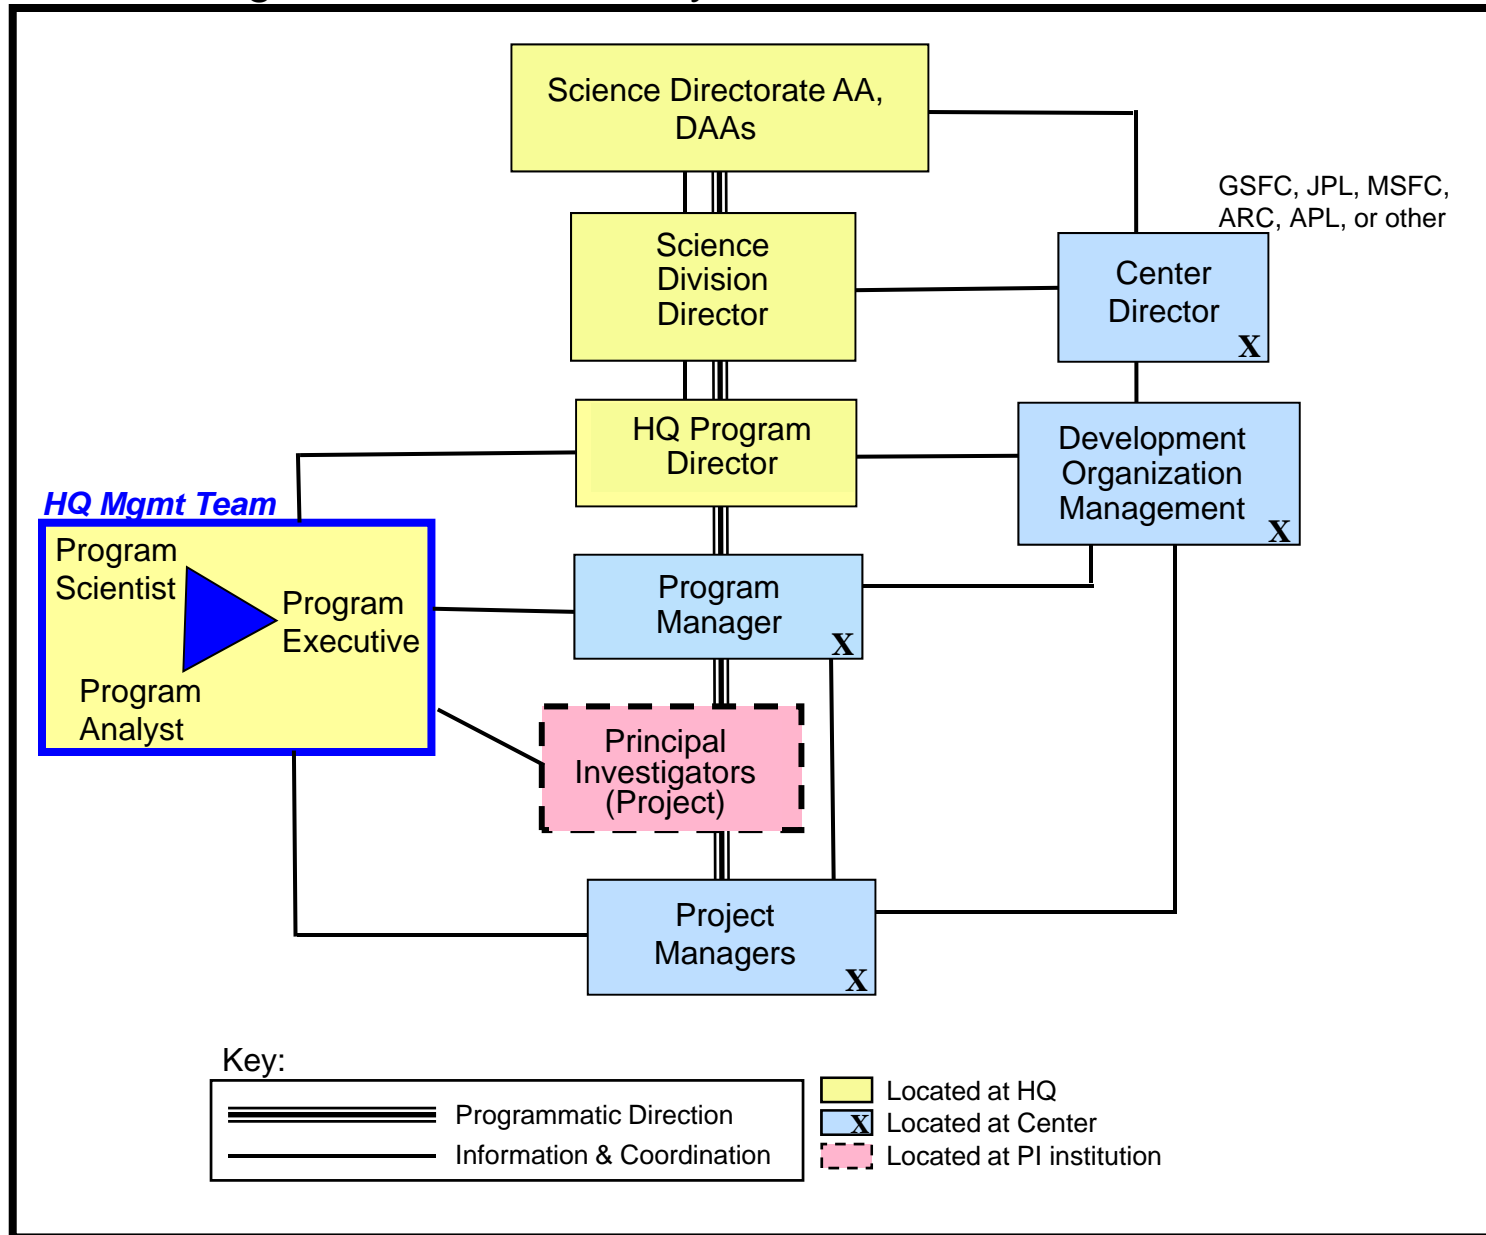 Science Directorate AA,
DAAs
GSFC, JPL, MSFC,
ARC, APL, or other
Science
Division
Director
Center
Director
X
HQ Program
Director
Development
Organization
Management
X
HQ Mgmt Team
Program
Scientist
Program
Executive
Program
Analyst
Program
Manager
X
Principal
Investigators
(Project)
Project
Managers
X
Key:
Programmatic Direction
Information & Coordination
Located at HQ
X Located at Center
Located at PI institution